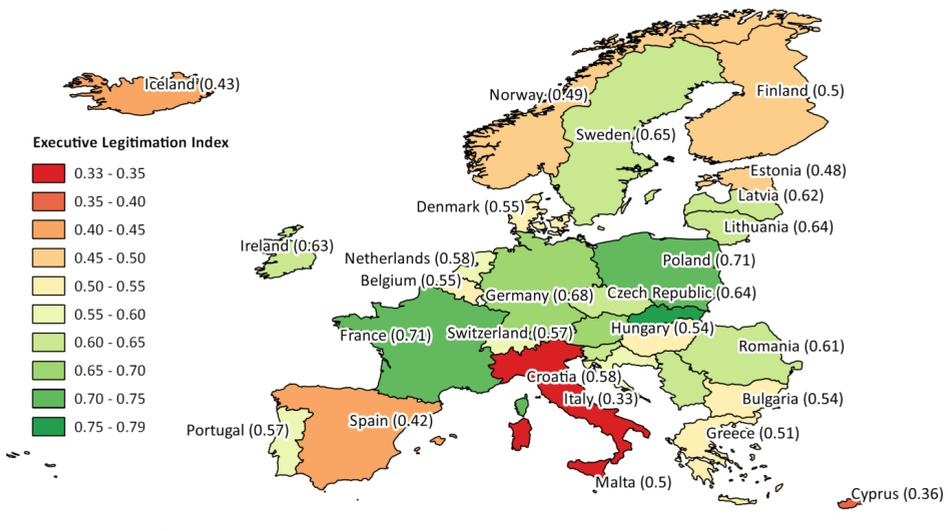 Iceland (0.43)
Norway (0.49)
Finland (0.5)
Sweden (0.65)
Executive Legitimation Index
0.33 - 0.35
0.35 - 0.40
0.40 - 0.45
0.45 - 0.50
0.50 - 0.55
0.55 - 0.60
0.60 - 0.65
0.65 - 0.70
0.70 - 0.75
0.75 - 0.79
Estonia (0.48)
Latvia (0.62)
Denmark (0.55)
Lithuania (0.64)
Ireland (0.63)
Netherlands (0.58)
Poland (0.71)
Belgium (0.55)
Germany (0.68)
Czech Republic (0.64)
France (0.71)
Switzerland (0.57)
Hungary (0.54)
Romania (0.61)
Croatia (0.58)
Italy (0.33)
Bulgaria (0.54)
Spain (0.42)
Portugal (0.57)
Greece (0.51)
Malta (0.5)
Cyprus (0.36)